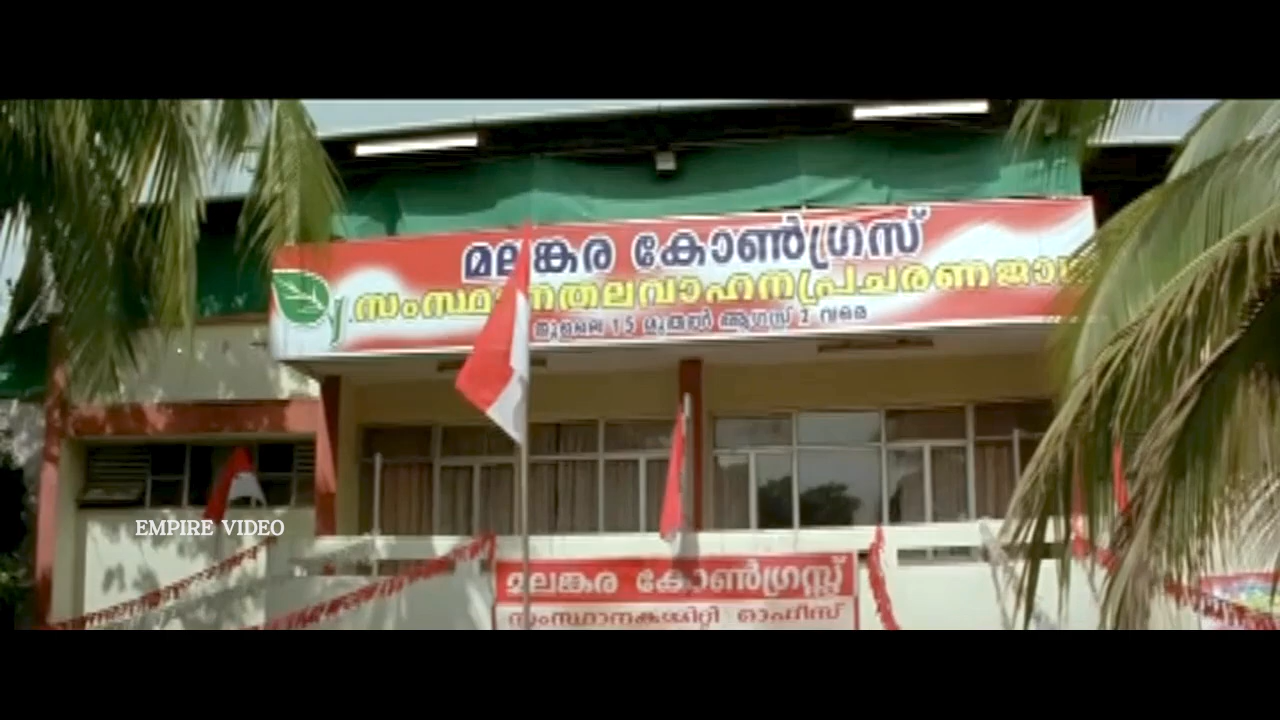 മലങ്കര കോൺഗ്രസ്
സംസ്ഥാനതലവാഹനപ്രചരണജാഥ
ജൂലൈ 15 മുതൽ ആഗസ്റ്റ് 2 വരെ
EMPIRE VIDEO
മലങ്കര കോൺഗ്രസ്സ്
സംസ്ഥാനകമ്മിറ്റി ഓഫീസ്